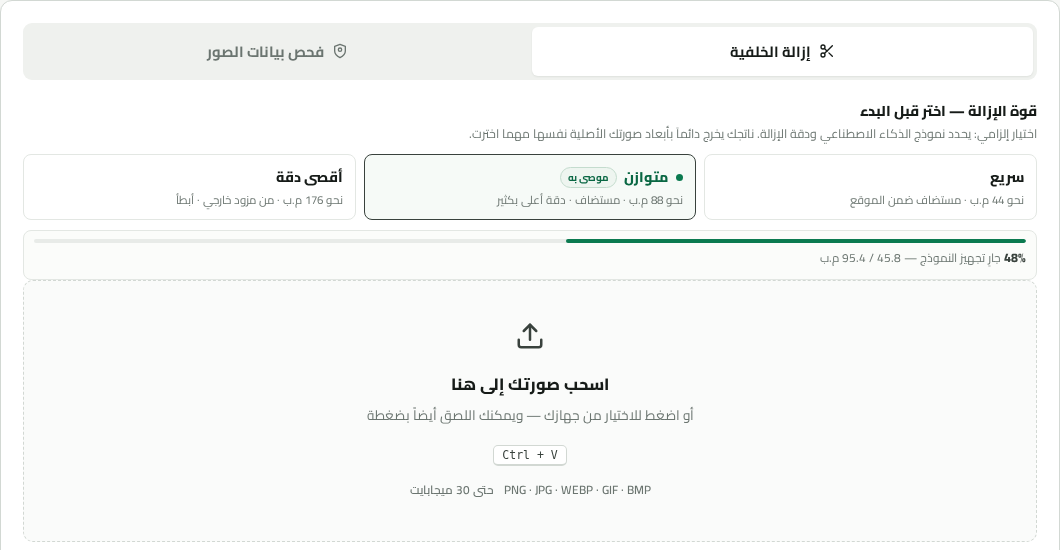 إزالة الخلفية
فحص بيانات الصور
قوة الإزالة — اختر قبل البدء
اختيار إلزامي: يحدد نموذج الذكاء الاصطناعي ودقة الإزالة. ناتجك يخرج دائماً بأبعاد صورتك الأصلية نفسها مهما اخترت.
سريع
نحو 44 م.ب · مستضاف ضمن الموقع
متوازن موصى به
نحو 88 م.ب · مستضاف · دقة أعلى بكثير
أقصى دقة
نحو 176 م.ب · من مزود خارجي · أبطأ
48% جارٍ تجهيز النموذج — 45.8 / 95.4 م.ب
اسحب صورتك إلى هنا
أو اضغط للاختيار من جهازك — ويمكنك اللصق أيضاً بضغطة
Ctrl + V
PNG · JPG · WEBP · GIF · BMP حتى 30 ميجابايت